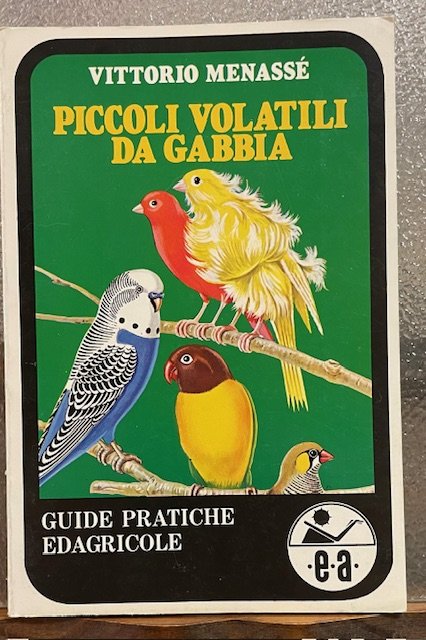 VITTORIO MENASSÉ
PICCOLI VOLATILI
DA GABBIA
GUIDE PRATICHE
EDAGRICOLE
·e·a·